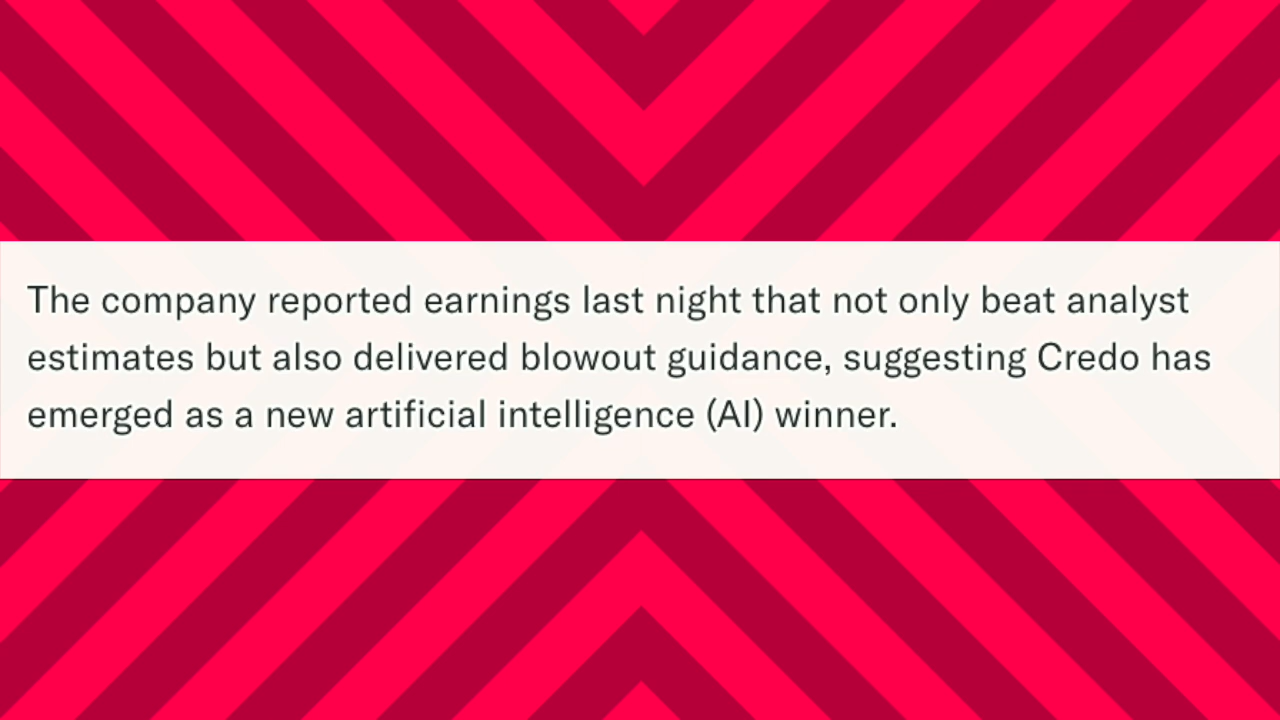 The company reported earnings last night that not only beat analyst
estimates but also delivered blowout guidance, suggesting Credo has
emerged as a new artificial intelligence (AI) winner.